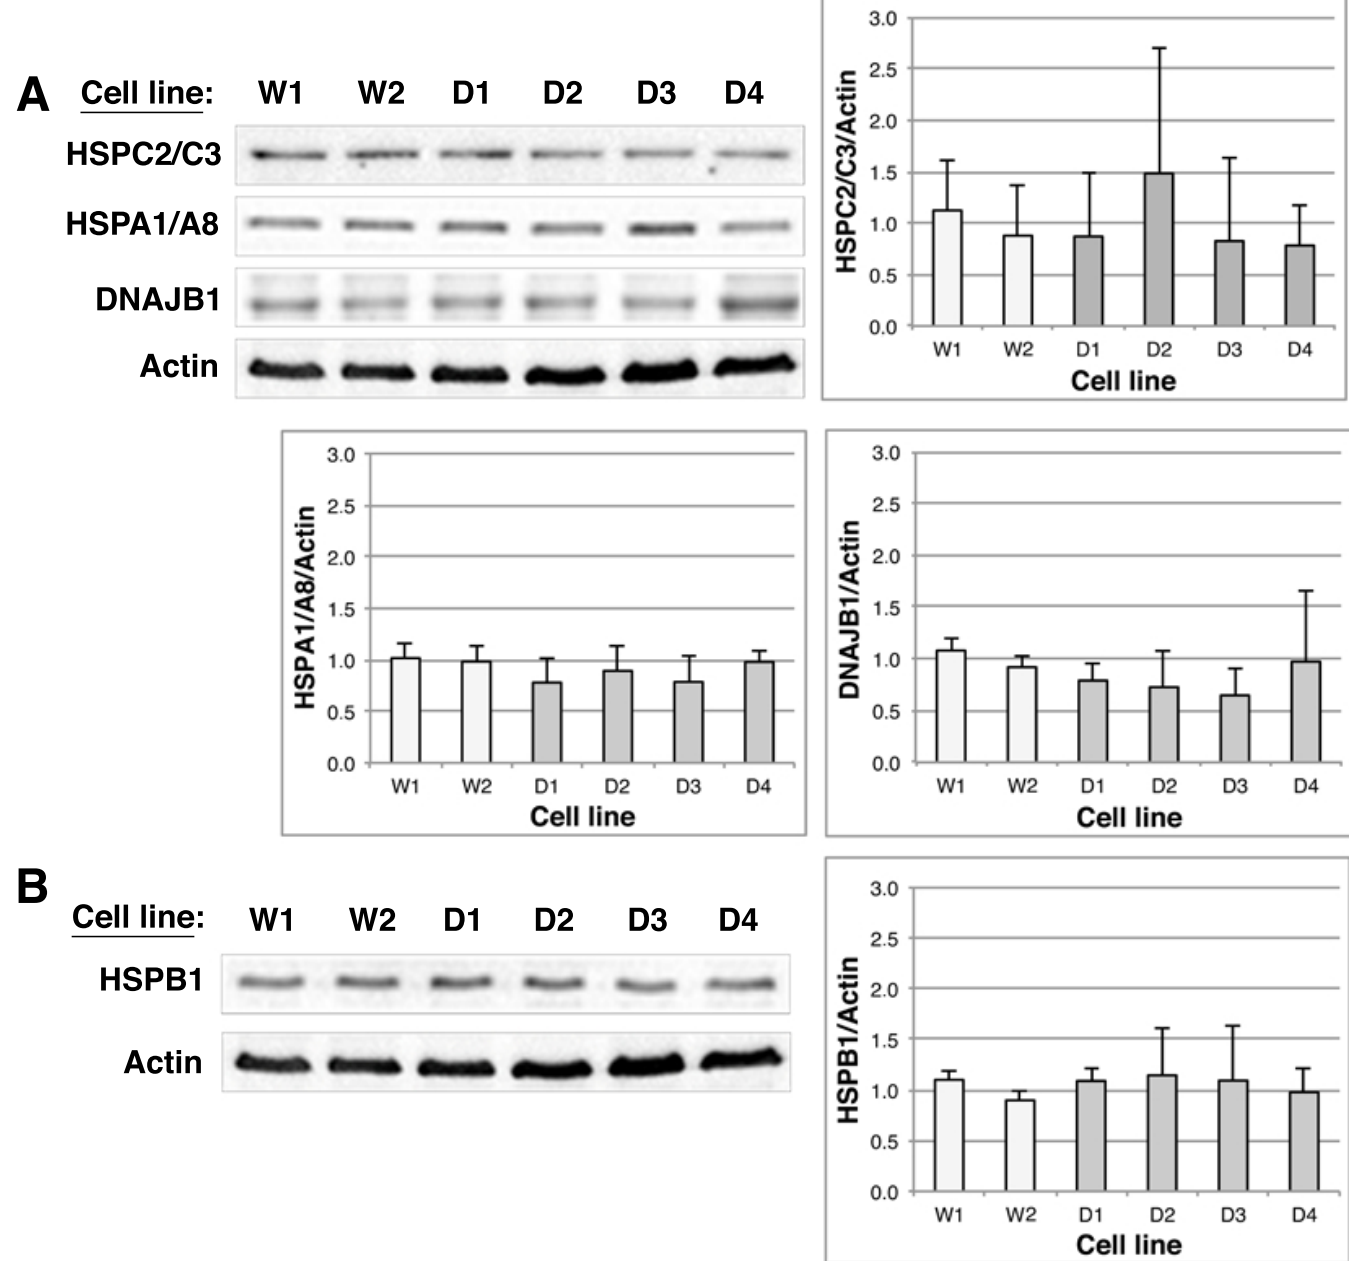 A
Cell line: W1 W2 D1 D2 D3 D4
HSPC2/C3
HSPA1/A8
DNAJB1
Actin
HSPC2/C3/Actin
3.0
2.5
2.0
1.5
1.0
0.5
0.0
W1 W2 D1 D2 D3 D4
Cell line
HSPA1/A8/Actin
3.0
2.5
2.0
1.5
1.0
0.5
0.0
W1 W2 D1 D2 D3 D4
Cell line
DNAJB1/Actin
3.0
2.5
2.0
1.5
1.0
0.5
0.0
W1 W2 D1 D2 D3 D4
Cell line
B
Cell line: W1 W2 D1 D2 D3 D4
HSPB1
Actin
HSPB1/Actin
3.0
2.5
2.0
1.5
1.0
0.5
0.0
W1 W2 D1 D2 D3 D4
Cell line